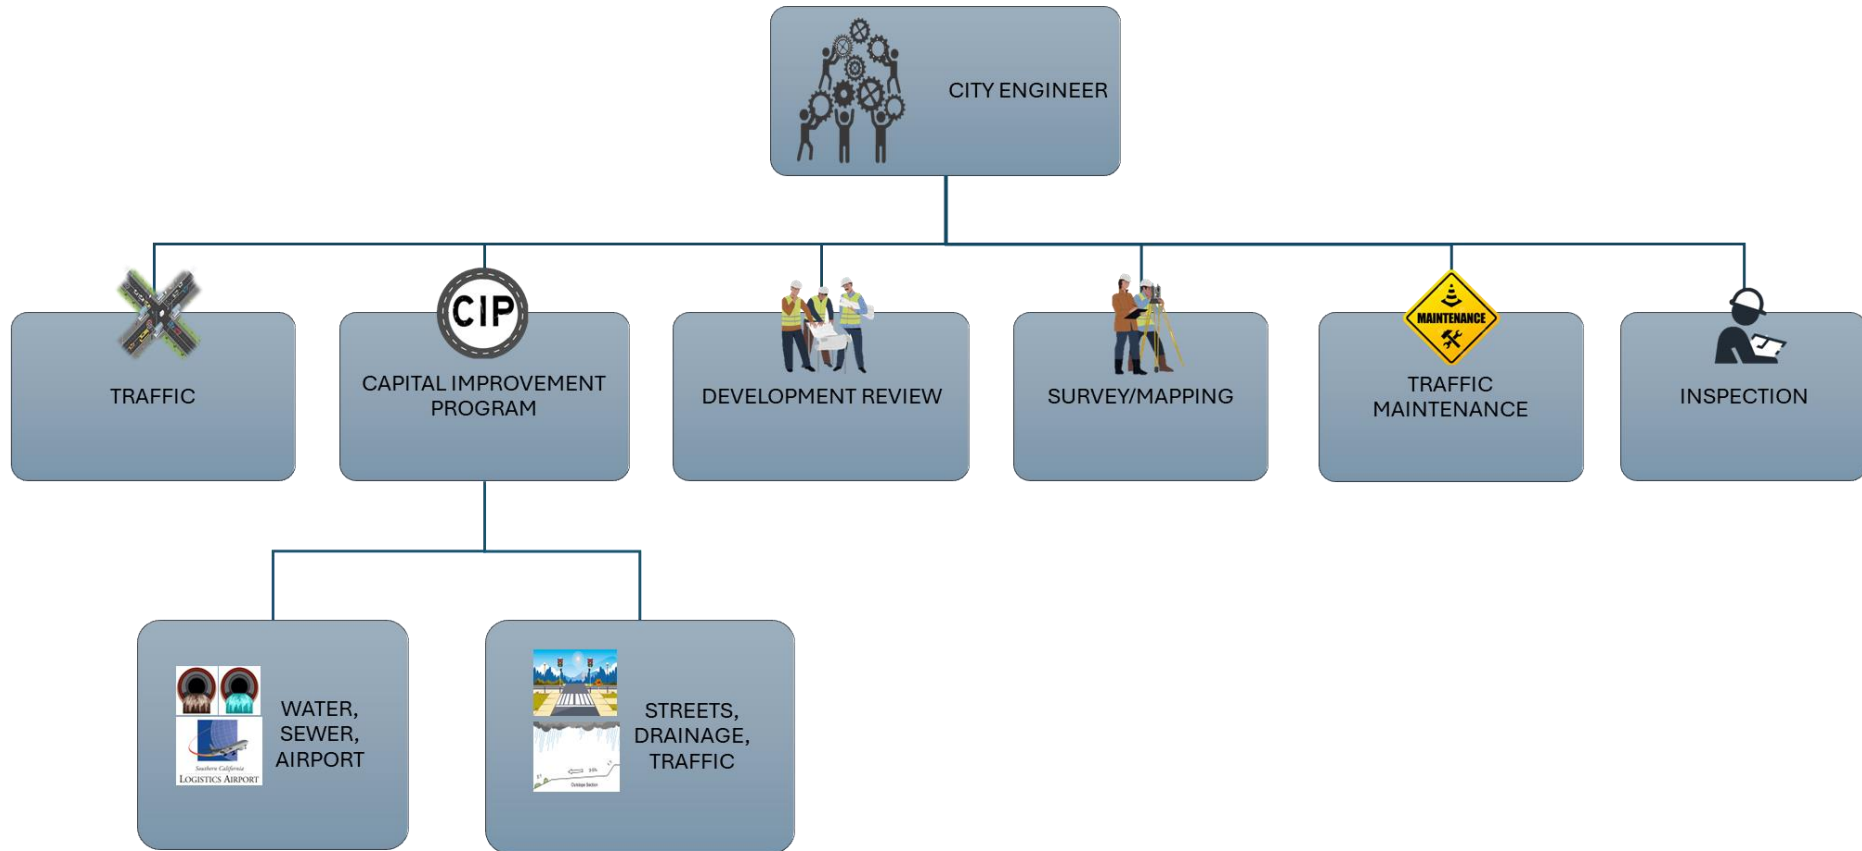 CITY ENGINEER
CIP
MAINTENANCE
TRAFFIC
CAPITAL IMPROVEMENT
PROGRAM
DEVELOPMENT REVIEW
SURVEY/MAPPING
TRAFFIC
MAINTENANCE
INSPECTION
WATER,
SEWER,
AIRPORT
Southern California
LOGISTICS AIRPORT
STREETS,
DRAINAGE,
TRAFFIC